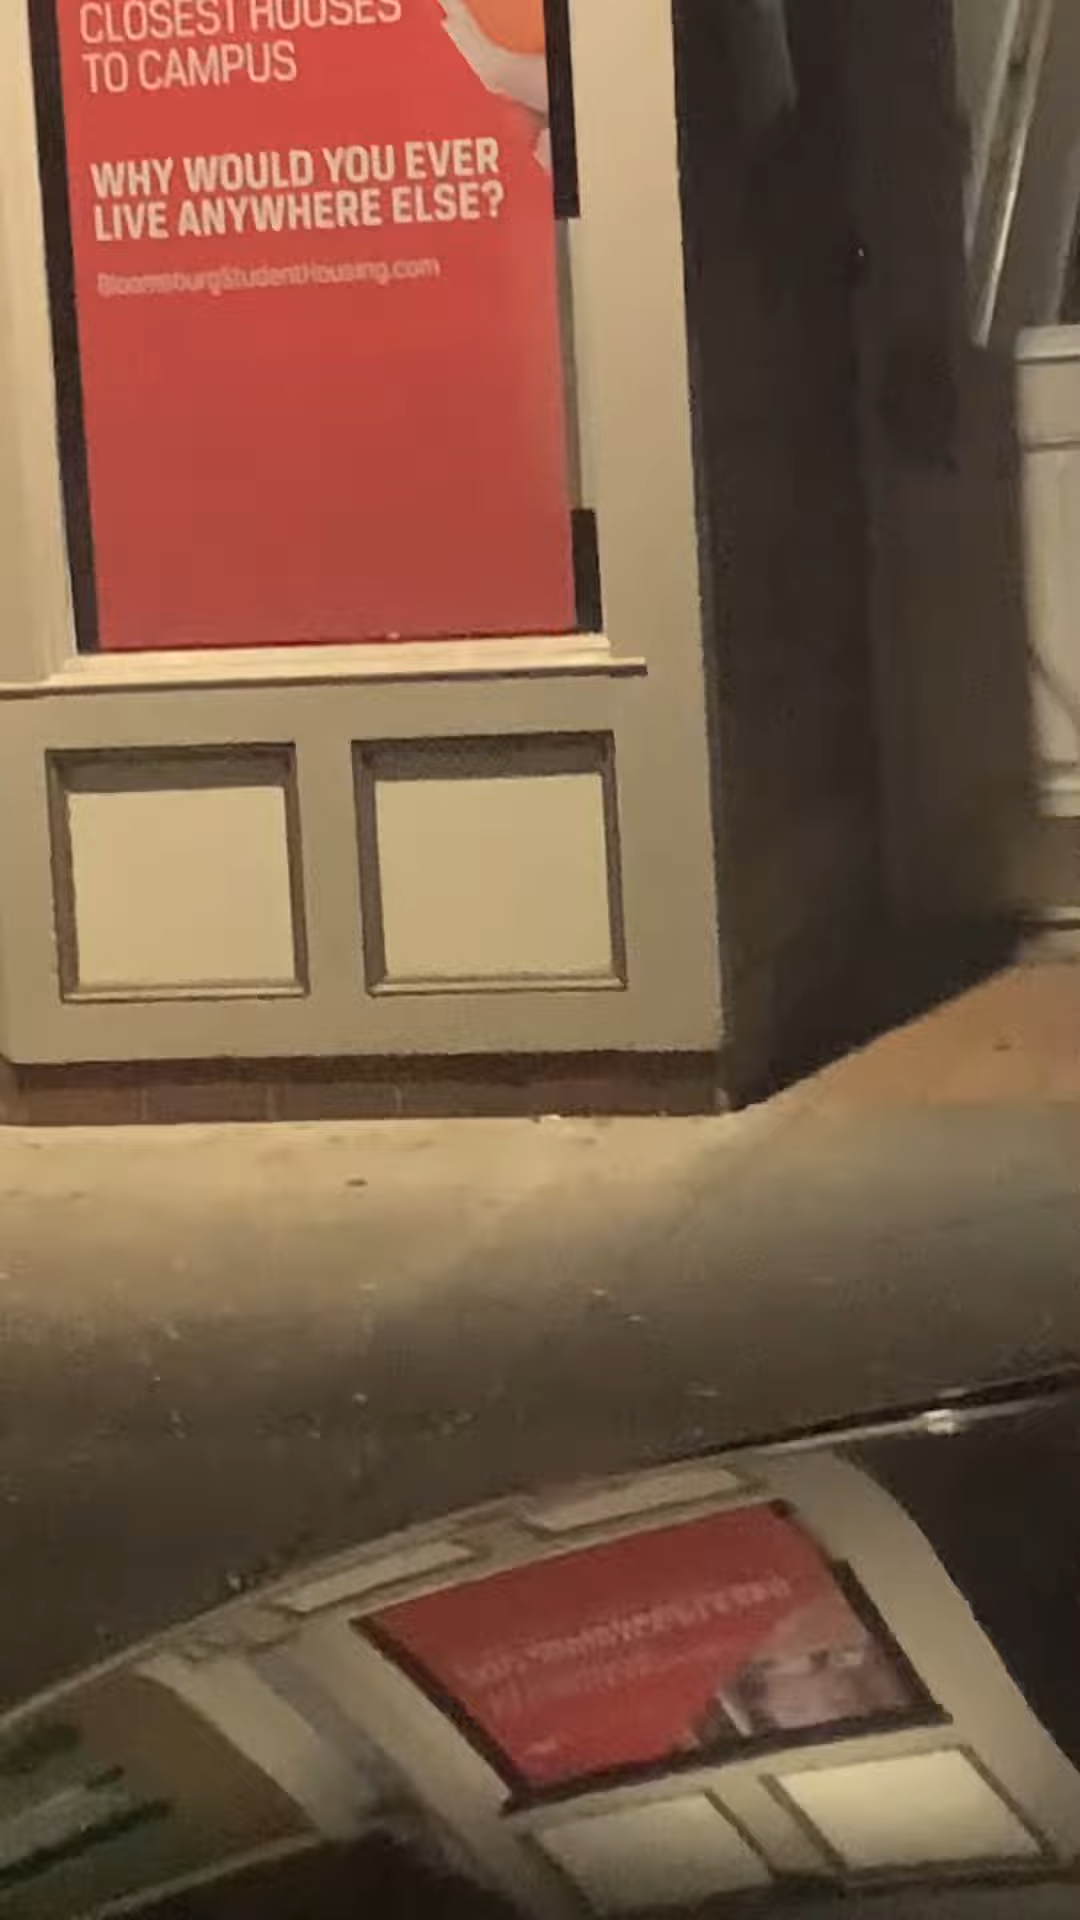 CLOSEST HOUSES
TO CAMPUS
WHY WOULD YOU EVER
LIVE ANYWHERE ELSE?
BloomsburgStudentHousing.com